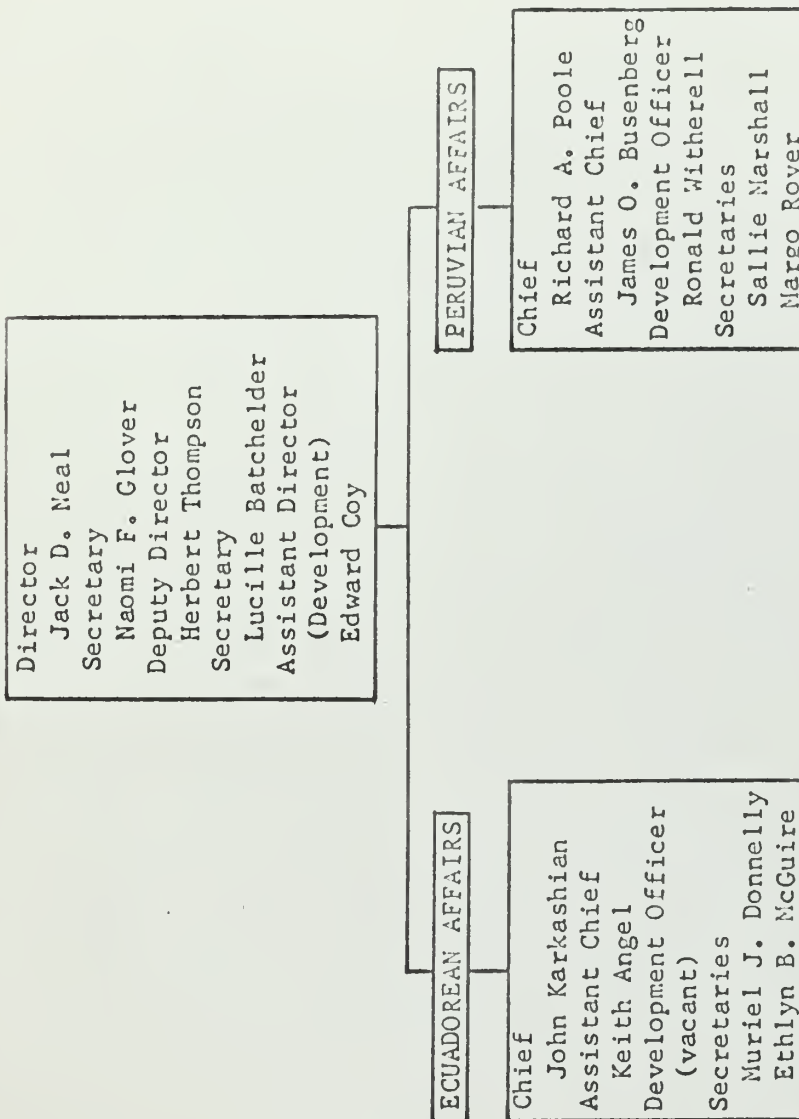 Director
Jack D. Neal
Secretary
Naomi F. Glover
Deputy Director
Herbert Thompson
Secretary
Lucille Batchelder
Assistant Director
(Development)
Edward Coy
ECUADOREAN AFFAIRS
Chief
John Karkashian
Assistant Chief
Keith Angel
Development Officer
(vacant)
Secretaries
Muriel J. Donnelly
Ethlyn B. McGuire
PERUVIAN AFFAIRS
Chief
Richard A. Poole
Assistant Chief
James O. Busenberg
Development Officer
Ronald Witherell
Secretaries
Sallie Marshall
Margo Rover